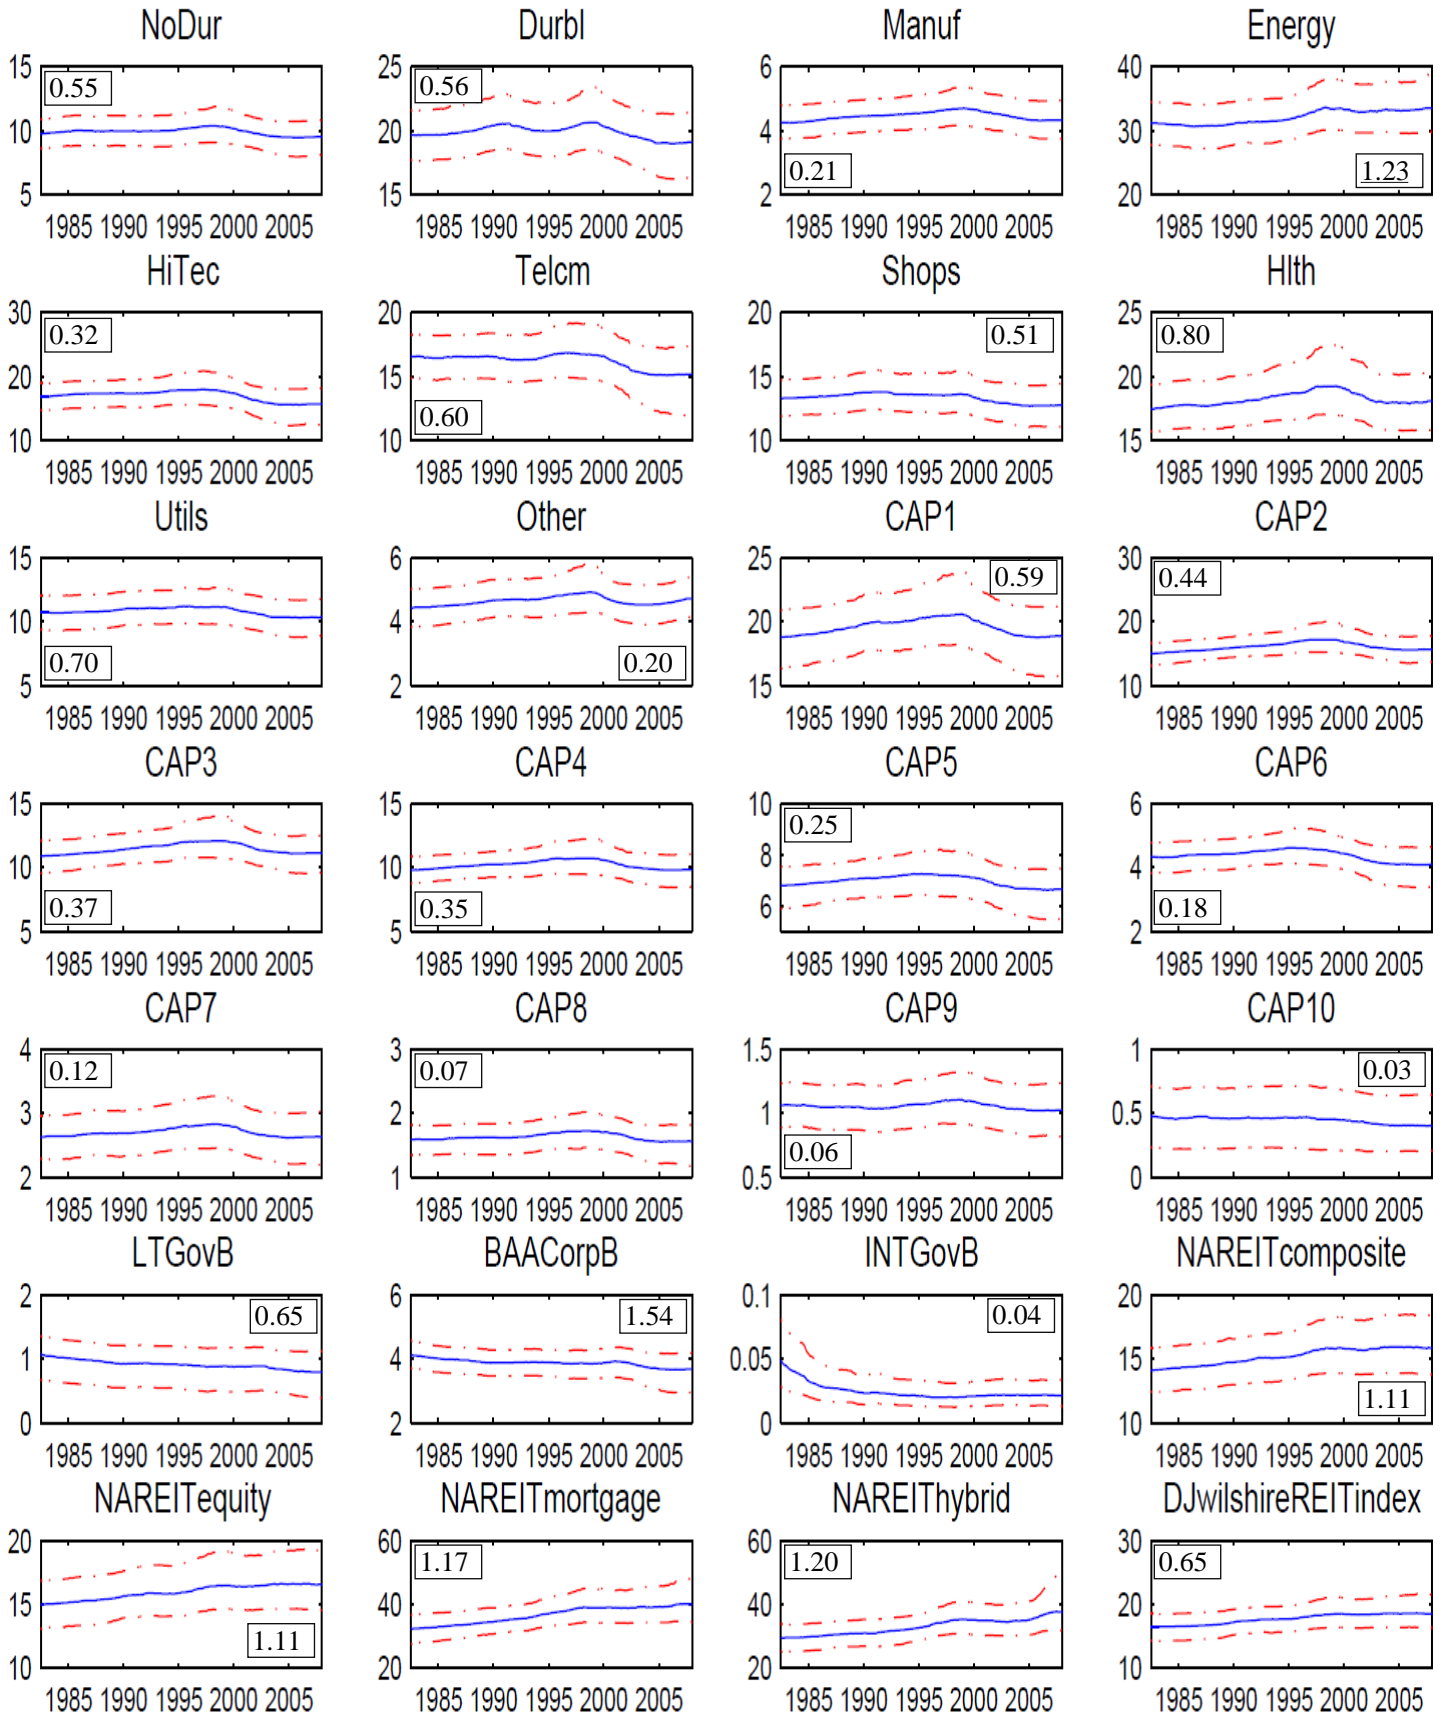 NoDur Durbl Manuf Energy
15 25 6 40
0.55 0.56
10 20 4 30
0.21 1.23
5 15 2 20
1985 1990 1995 2000 2005 1985 1990 1995 2000 2005 1985 1990 1995 2000 2005 1985 1990 1995 2000 2005
HiTec Telcm Shops Hlth
30 20 20 25
0.32 0.51 0.80
20 15 15 20
0.60
10 10 10 15
1985 1990 1995 2000 2005 1985 1990 1995 2000 2005 1985 1990 1995 2000 2005 1985 1990 1995 2000 2005
Utils Other CAP1 CAP2
15 6 25 30
0.59 0.44
10 4 20 20
0.70 0.20
5 2 15 10
1985 1990 1995 2000 2005 1985 1990 1995 2000 2005 1985 1990 1995 2000 2005 1985 1990 1995 2000 2005
CAP3 CAP4 CAP5 CAP6
15 15 10 6
0.25
10 10 8 4
0.37 0.35 6 0.18
5 5 2
1985 1990 1995 2000 2005 1985 1990 1995 2000 2005 1985 1990 1995 2000 2005 1985 1990 1995 2000 2005
CAP7 CAP8 CAP9 CAP10
4 3 1.5 1
0.12 0.07 0.03
3 2 1 0.5
0.06
2 1 0.5 0
1985 1990 1995 2000 2005 1985 1990 1995 2000 2005 1985 1990 1995 2000 2005 1985 1990 1995 2000 2005
LTGovB BAACorpB INTGovB NAREITcomposite
2 6 0.1 20
0.65 1.54 0.04
1 4 0.05 15
1.11
0 2 0 10
1985 1990 1995 2000 2005 1985 1990 1995 2000 2005 1985 1990 1995 2000 2005 1985 1990 1995 2000 2005
NAREITequity NAREITmortgage NAREIThybrid DJwilshireREITindex
20 60 60 30
1.17 1.20 0.65
15 40 40 20
1.11
10 20 20 10
1985 1990 1995 2000 2005 1985 1990 1995 2000 2005 1985 1990 1995 2000 2005 1985 1990 1995 2000 2005